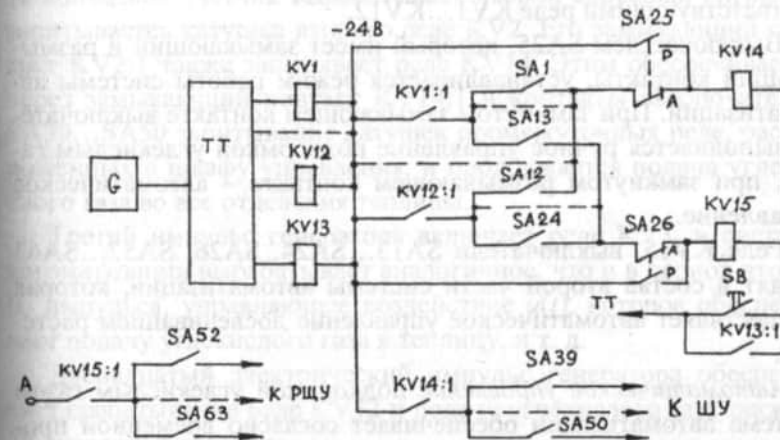 -24В
SA25
KV1
KV1:1
SA1
P
KV14
A
SA13
G
TT
KV12
SA12
KV12:1
KV13
SA24
SA26
KV15
A
P
SB
TT
KV13:1
SA52
KV15:1
A
К РЩУ
SA63
SA39
KV14:1
К ШУ
SA50